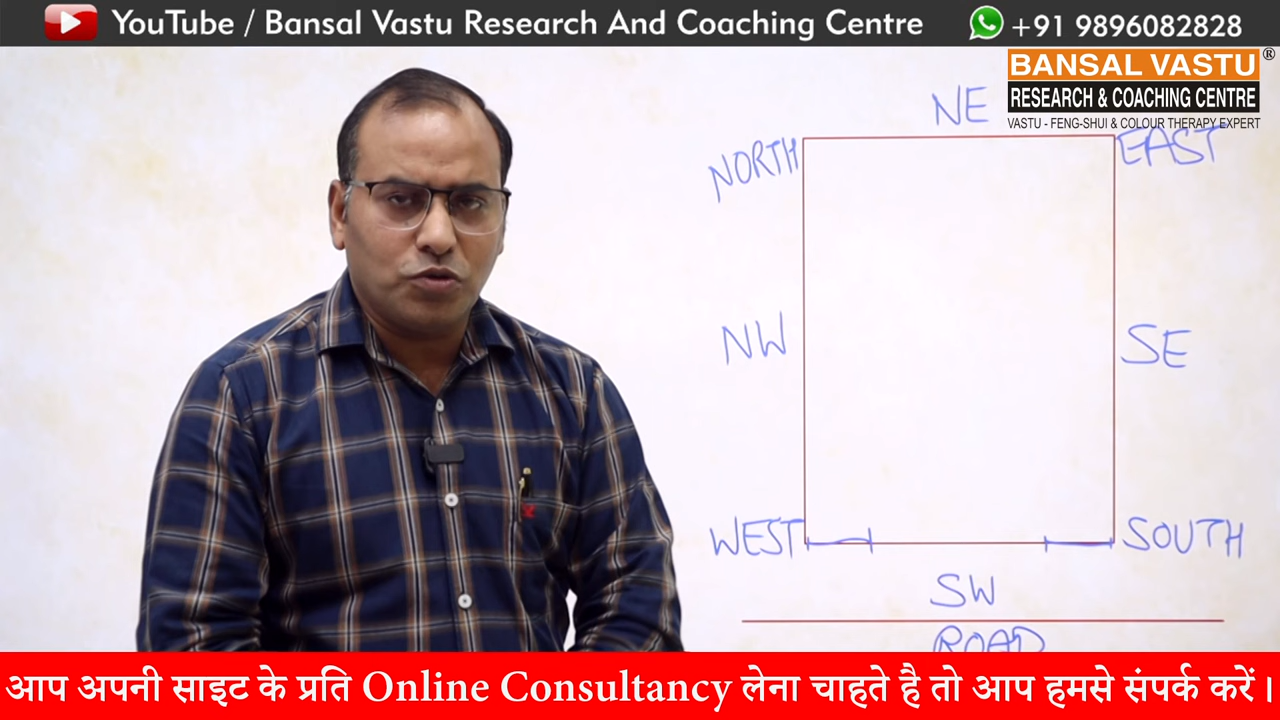 YouTube / Bansal Vastu Research And Coaching Centre
+91 9896082828
BANSAL VASTU ®
RESEARCH & COACHING CENTRE
VASTU - FENG-SHUI & COLOUR THERAPY EXPERT
NE
NORTH
EAST
NW
SE
WEST
SOUTH
SW
ROAD
आप अपनी साइट के प्रति Online Consultancy लेना चाहते है तो आप हमसे संपर्क करें।